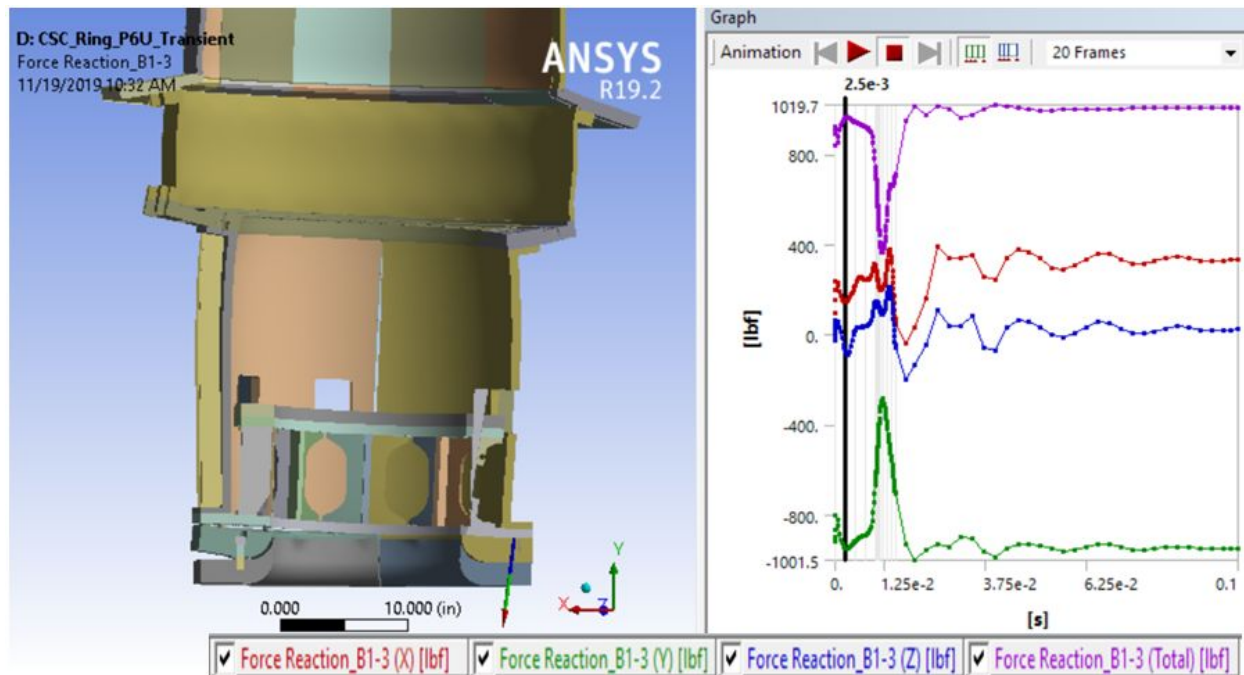 D: CSC_Ring_P6U_Transient
Force Reaction_B1-3
11/19/2019 10:32 AM
ANSYS
R19.2
0.000
10.000 (in)
Y
X
Z
Graph
Animation
20 Frames
2.5e-3
1019.7
800.
400.
0.
-400.
-800.
-1001.5
[lbf]
0.
1.25e-2
3.75e-2
6.25e-2
0.1
[s]
Force Reaction_B1-3 (X) [lbf]
Force Reaction_B1-3 (Y) [lbf]
Force Reaction_B1-3 (Z) [lbf]
Force Reaction_B1-3 (Total) [lbf]